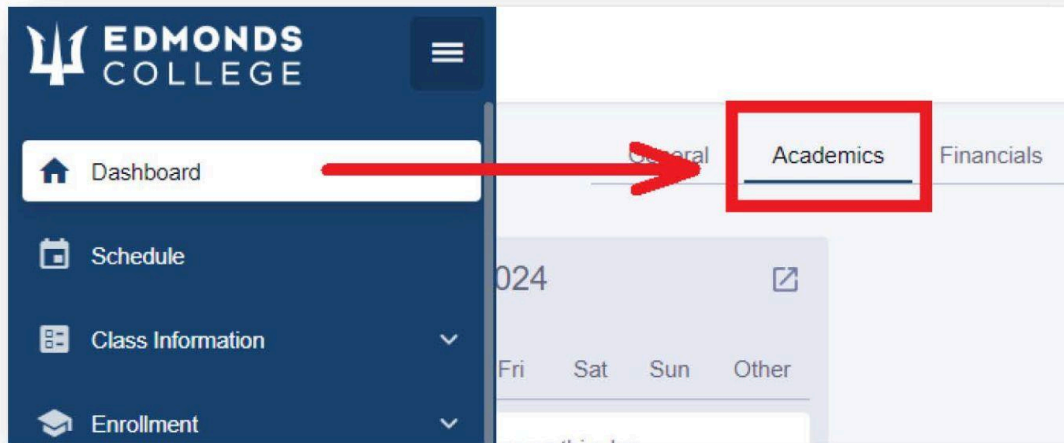 EDMONDS
COLLEGE
Dashboard
General Academics Financials
Schedule
024
Class Information
Fri Sat Sun Other
Enrollment